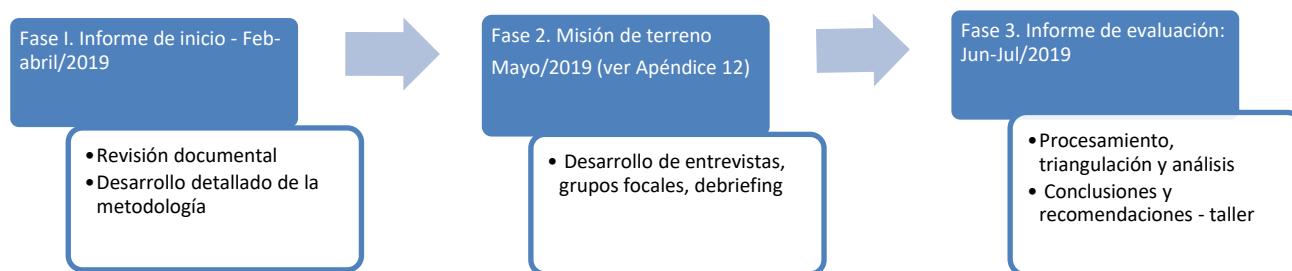 Fase I. Informe de inicio - Feb-
abril/2019
•Revisión documental
•Desarrollo detallado de la
metodología
Fase 2. Misión de terreno
Mayo/2019 (ver Apéndice 12)
• Desarrollo de entrevistas,
grupos focales, debriefing
Fase 3. Informe de evaluación:
Jun-Jul/2019
•Procesamiento,
triangulación y análisis
• Conclusiones y
recomendaciones - taller